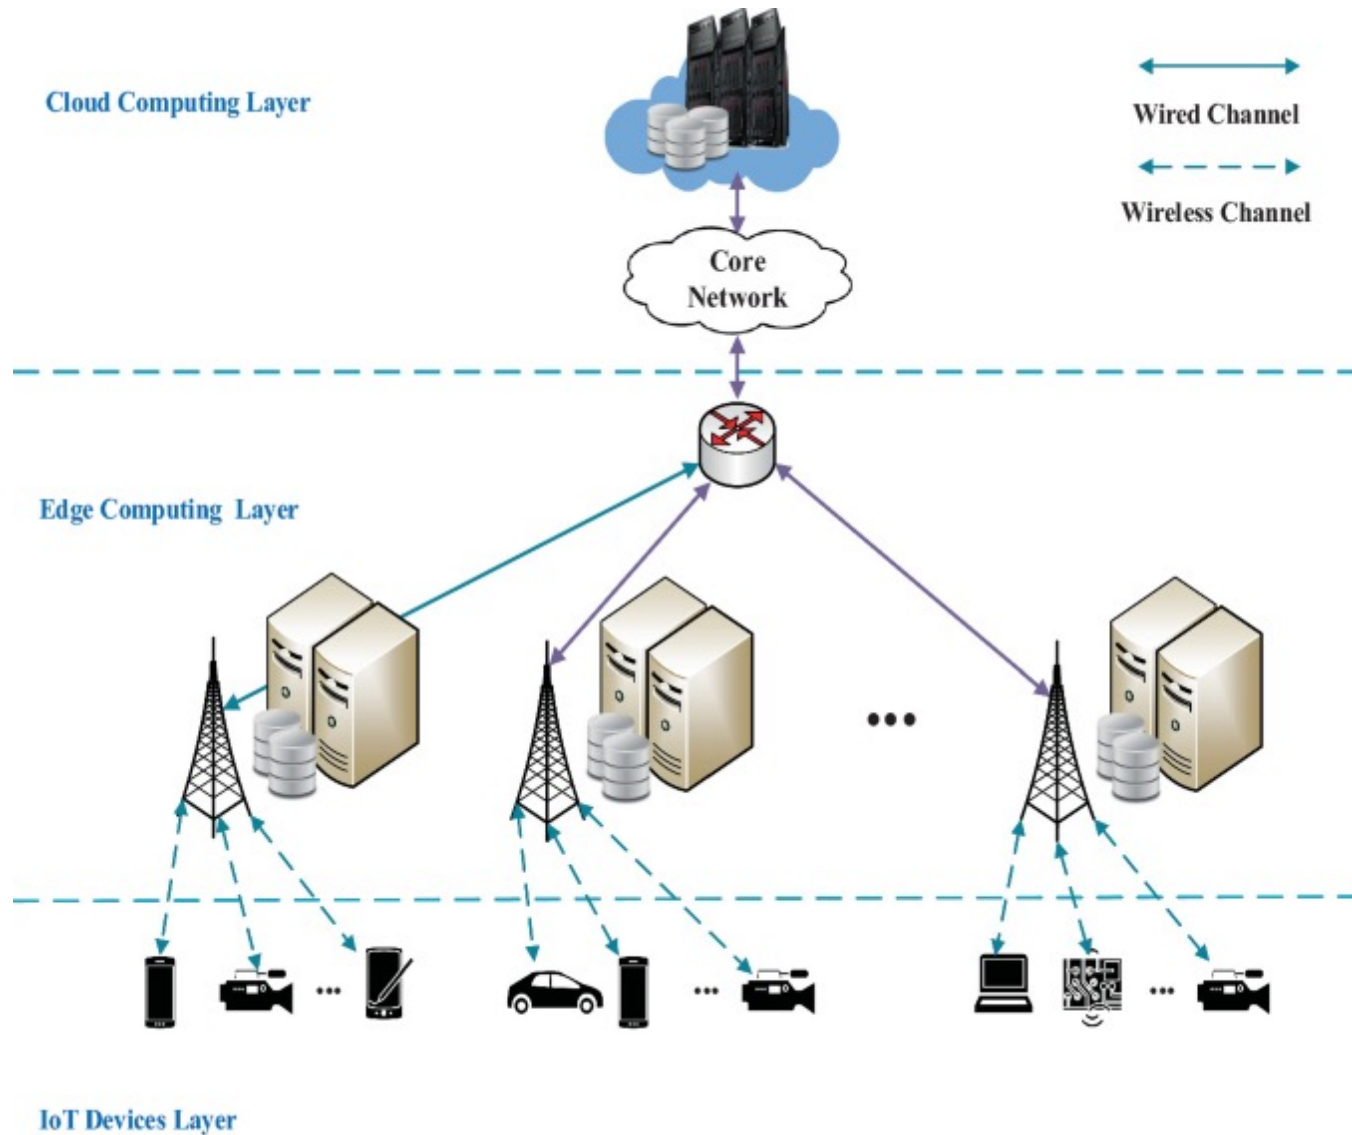 Cloud Computing Layer
Wired Channel
Wireless Channel
Core
Network
Edge Computing Layer
IoT Devices Layer